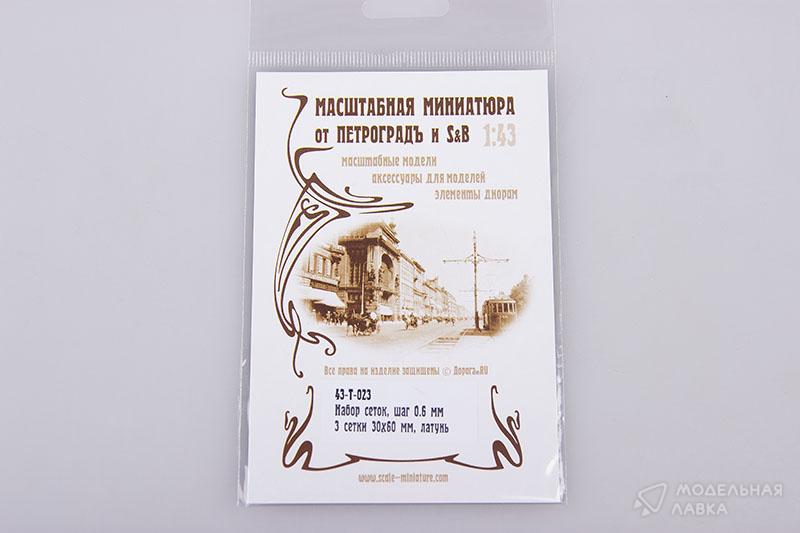 МАСШТАБНАЯ МИНИАТЮРА
ОТ ПЕТРОГРАДЪ И S&B 1:43
масштабные модели
аксессуары для моделей
элементы диорам
Все права на изделие защищены © Дорога.RU
43-Т-023
Набор сеток, шаг 0.6 мм
3 сетки 30х60 мм, латунь
www.scale-miniature.com
МОДЕЛЬНАЯ
ЛАВКА